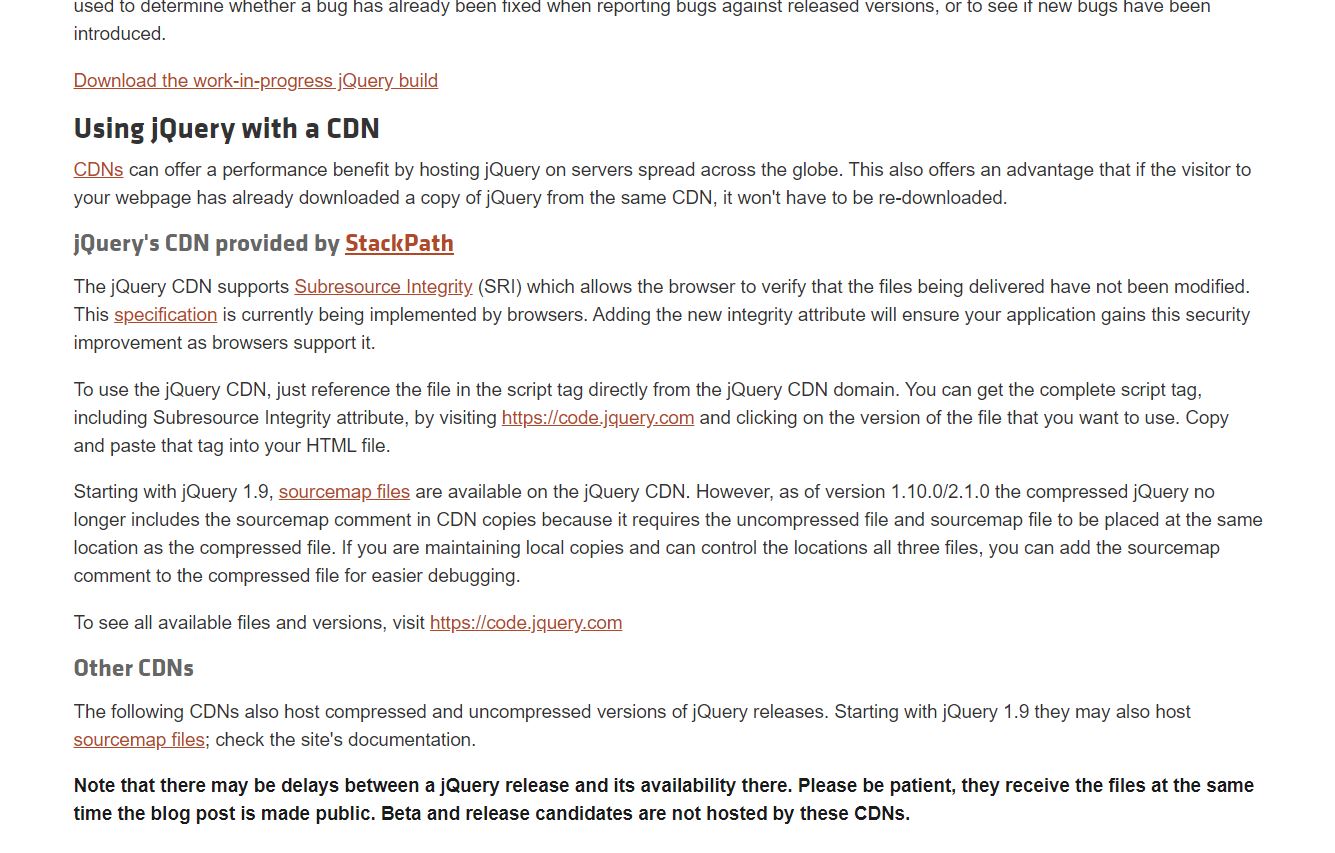 used to determine whether a bug has already been fixed when reporting bugs against released versions, or to see if new bugs have been
introduced.
Download the work-in-progress jQuery build
Using jQuery with a CDN
CDNs can offer a performance benefit by hosting jQuery on servers spread across the globe. This also offers an advantage that if the visitor to
your webpage has already downloaded a copy of jQuery from the same CDN, it won't have to be re-downloaded.
jQuery's CDN provided by StackPath
The jQuery CDN supports Subresource Integrity (SRI) which allows the browser to verify that the files being delivered have not been modified.
This specification is currently being implemented by browsers. Adding the new integrity attribute will ensure your application gains this security
improvement as browsers support it.
To use the jQuery CDN, just reference the file in the script tag directly from the jQuery CDN domain. You can get the complete script tag,
including Subresource Integrity attribute, by visiting https://code.jquery.com and clicking on the version of the file that you want to use. Copy
and paste that tag into your HTML file.
Starting with jQuery 1.9, sourcemap files are available on the jQuery CDN. However, as of version 1.10.0/2.1.0 the compressed jQuery no
longer includes the sourcemap comment in CDN copies because it requires the uncompressed file and sourcemap file to be placed at the same
location as the compressed file. If you are maintaining local copies and can control the locations all three files, you can add the sourcemap
comment to the compressed file for easier debugging.
To see all available files and versions, visit https://code.jquery.com
Other CDNs
The following CDNs also host compressed and uncompressed versions of jQuery releases. Starting with jQuery 1.9 they may also host
sourcemap files; check the site's documentation.
Note that there may be delays between a jQuery release and its availability there. Please be patient, they receive the files at the same
time the blog post is made public. Beta and release candidates are not hosted by these CDNs.